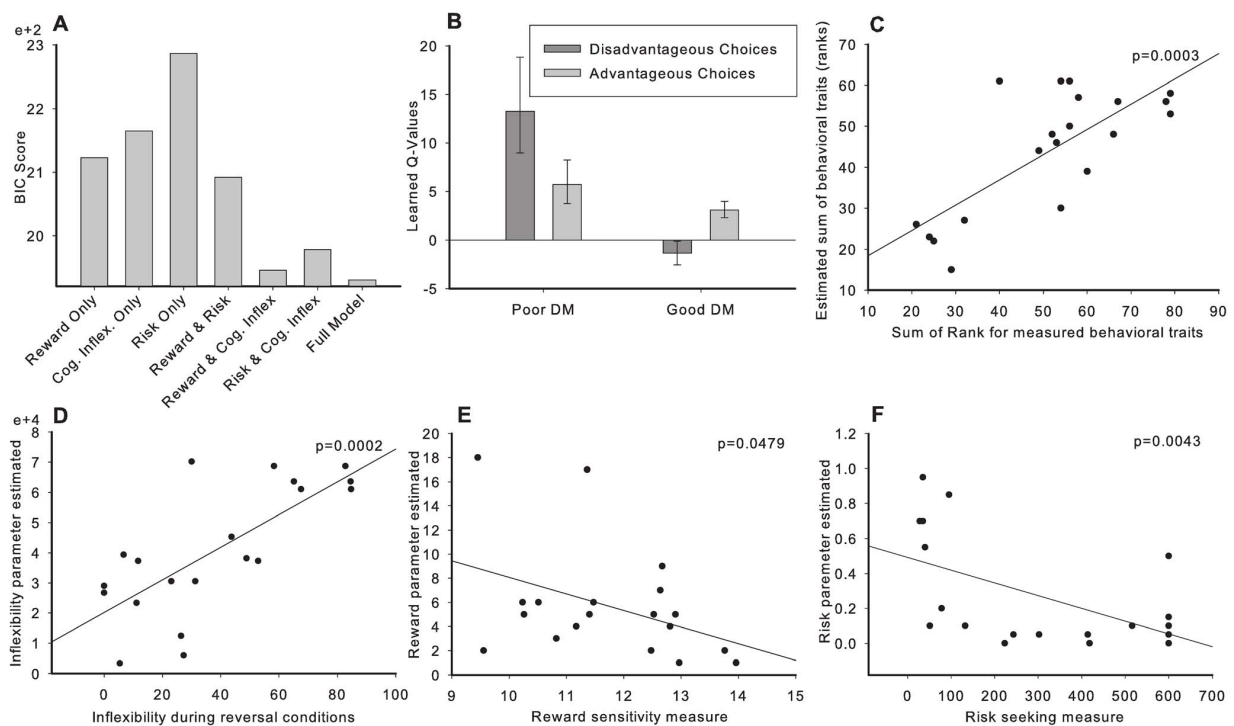 A
e+2
23
22
21
20
BIC Score
Reward Only
Cog. Inflex. Only
Risk Only
Reward & Risk
Reward & Cog. Inflex
Risk & Cog. Inflex
Full Model
B
20
15
10
5
0
-5
Learned Q-Values
Disadvantageous Choices
Advantageous Choices
Poor DM
Good DM
C
70
60
50
40
30
20
10
Estimated sum of behavioral traits (ranks)
p=0.0003
10 20 30 40 50 60 70 80 90
Sum of Rank for measured behavioral traits
D
e+4
8
7
6
5
4
3
2
1
0
Inflexibility parameter estimated
p=0.0002
0 20 40 60 80 100
Inflexibility during reversal conditions
E
20
18
16
14
12
10
8
6
4
2
0
Reward parameter estimated
p=0.0479
9 10 11 12 13 14 15
Reward sensitivity measure
F
1.2
1.0
0.8
0.6
0.4
0.2
0.0
Risk paremeter estimated
p=0.0043
0 100 200 300 400 500 600 700
Risk seeking measure